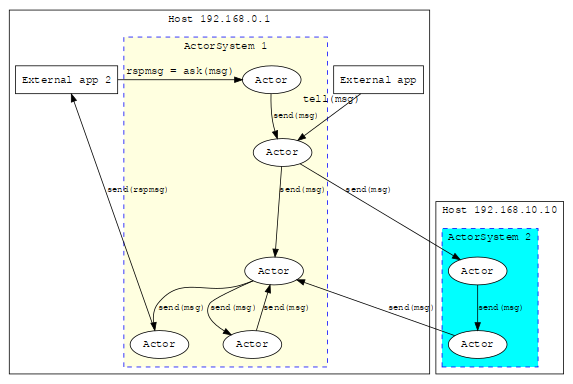 Host 192.168.0.1
ActorSystem 1
External app 2
rspmsg = ask(msg)
Actor
External app
tell(msg)
send(msg)
Actor
send(rspmsg)
send(msg)
send(msg)
Host 192.168.10.10
ActorSystem 2
Actor
Actor
send(msg)
send(msg)
send(msg)
send(msg)
send(msg)
Actor
Actor
Actor